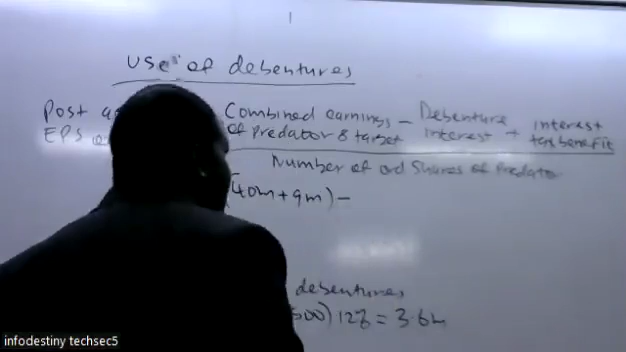 Use of debentures
Post
EPS
Combined earnings of Predator & target - Debenture interest + interest tax benefit
Number of ord Shares of Predator
(40m + 9m) -
debentures
500) 12% = 3.6m
infodestiny techsec5